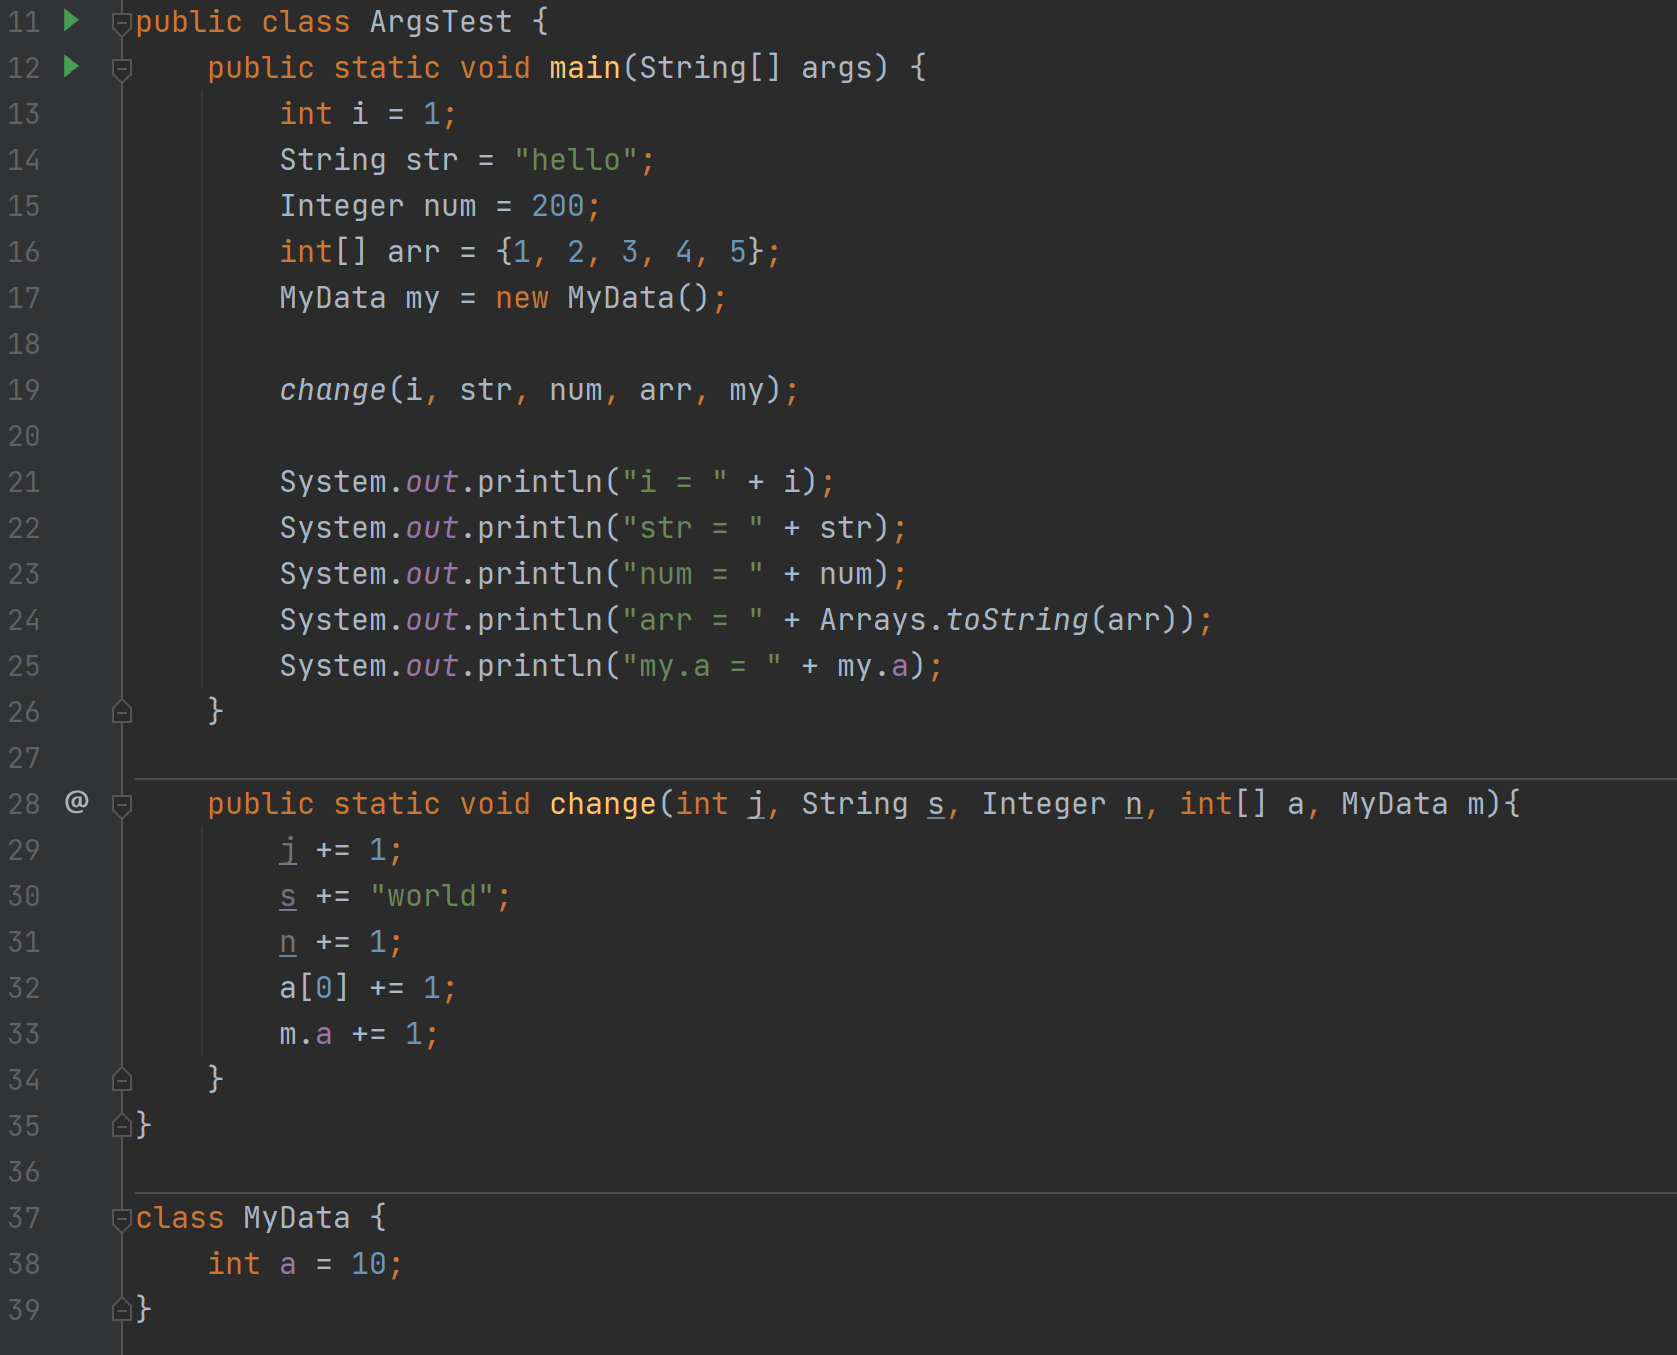 11 public class ArgsTest {
12     public static void main(String[] args) {
13         int i = 1;
14         String str = "hello";
15         Integer num = 200;
16         int[] arr = {1, 2, 3, 4, 5};
17         MyData my = new MyData();
18
19         change(i, str, num, arr, my);
20
21         System.out.println("i = " + i);
22         System.out.println("str = " + str);
23         System.out.println("num = " + num);
24         System.out.println("arr = " + Arrays.toString(arr));
25         System.out.println("my.a = " + my.a);
26     }
27
28 @   public static void change(int j, String s, Integer n, int[] a, MyData m){
29         j += 1;
30         s += "world";
31         n += 1;
32         a[0] += 1;
33         m.a += 1;
34     }
35 }
36
37 class MyData {
38     int a = 10;
39 }